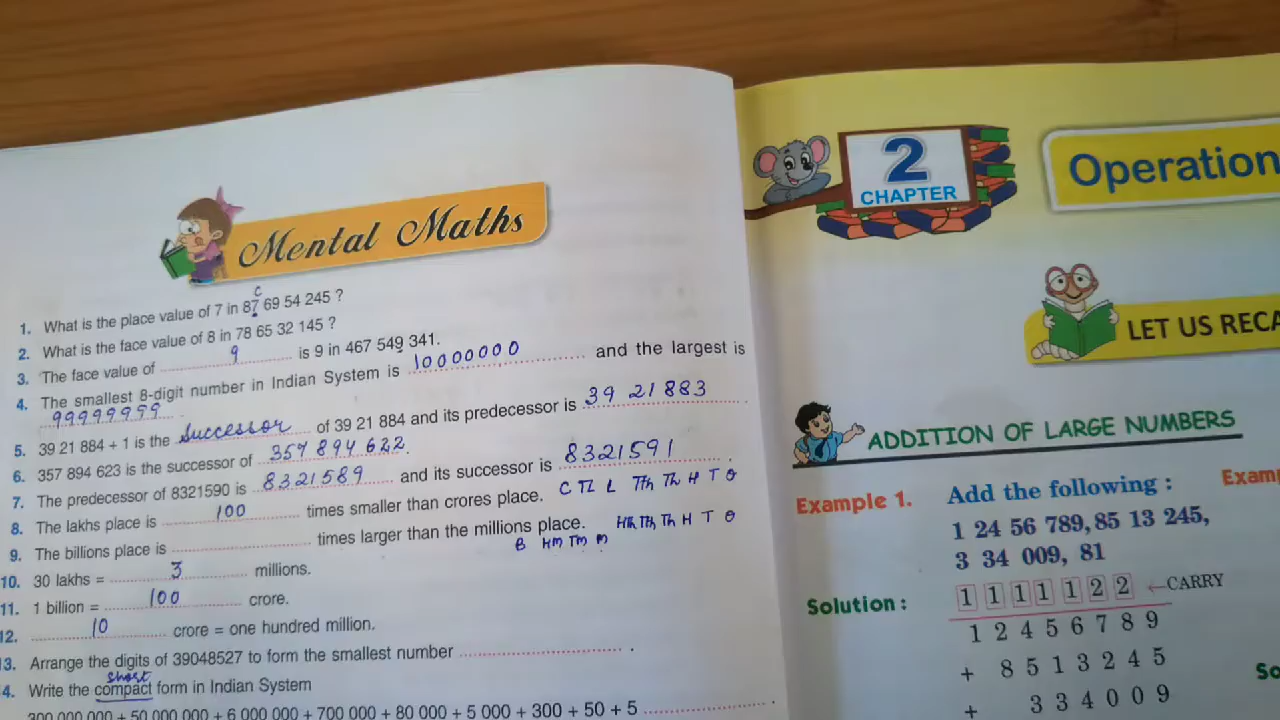 Mental Maths
C
1. What is the place value of 7 in 87 69 54 245 ?
2. What is the face value of 8 in 78 65 32 145 ?
3. The face value of 9 is 9 in 467 549 341.
4. The smallest 8-digit number in Indian System is 10000000 and the largest is
99999999.
5. 39 21 884 + 1 is the successor of 39 21 884 and its predecessor is 39 21 883
6. 357 894 623 is the successor of 357 894 622.
7. The predecessor of 8321590 is 8321589 and its successor is 8321591.
8. The lakhs place is 100 times smaller than crores place. C TL L Tth Th H T O
9. The billions place is times larger than the millions place. Hth Tth Th H T O
B HM TM M
10. 30 lakhs = 3 millions.
11. 1 billion = 100 crore.
12. 10 crore = one hundred million.
13. Arrange the digits of 39048527 to form the smallest number .
short
4. Write the compact form in Indian System
300 000 000 + 50 000 000 + 6 000 000 + 700 000 + 80 000 + 5 000 + 300 + 50 + 5
2
CHAPTER
Operation
LET US RECA
ADDITION OF LARGE NUMBERS
Example 1. Add the following : Exam
1 24 56 789, 85 13 245,
3 34 009, 81
Solution : 1 1 1 1 1 2 2 ←CARRY
1 2 4 5 6 7 8 9
+ 8 5 1 3 2 4 5
+ 3 3 4 0 0 9
So